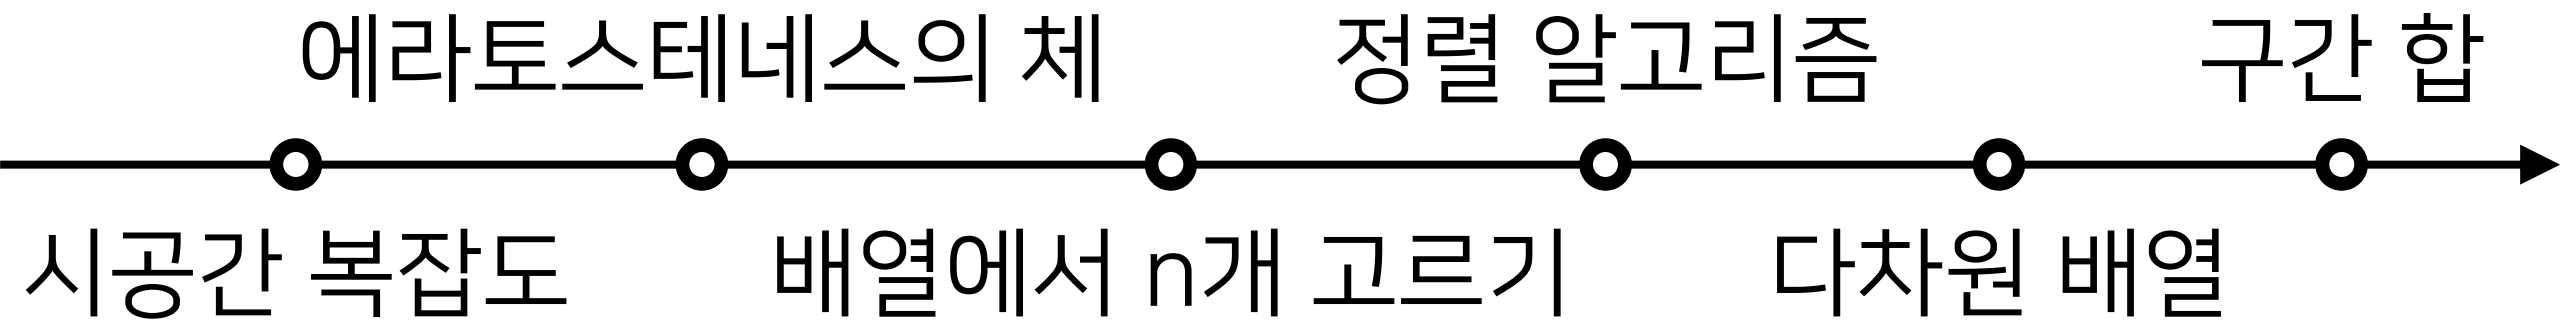 에라토스테네스의 체 정렬 알고리즘 구간 합
시공간 복잡도 배열에서 n개 고르기 다차원 배열